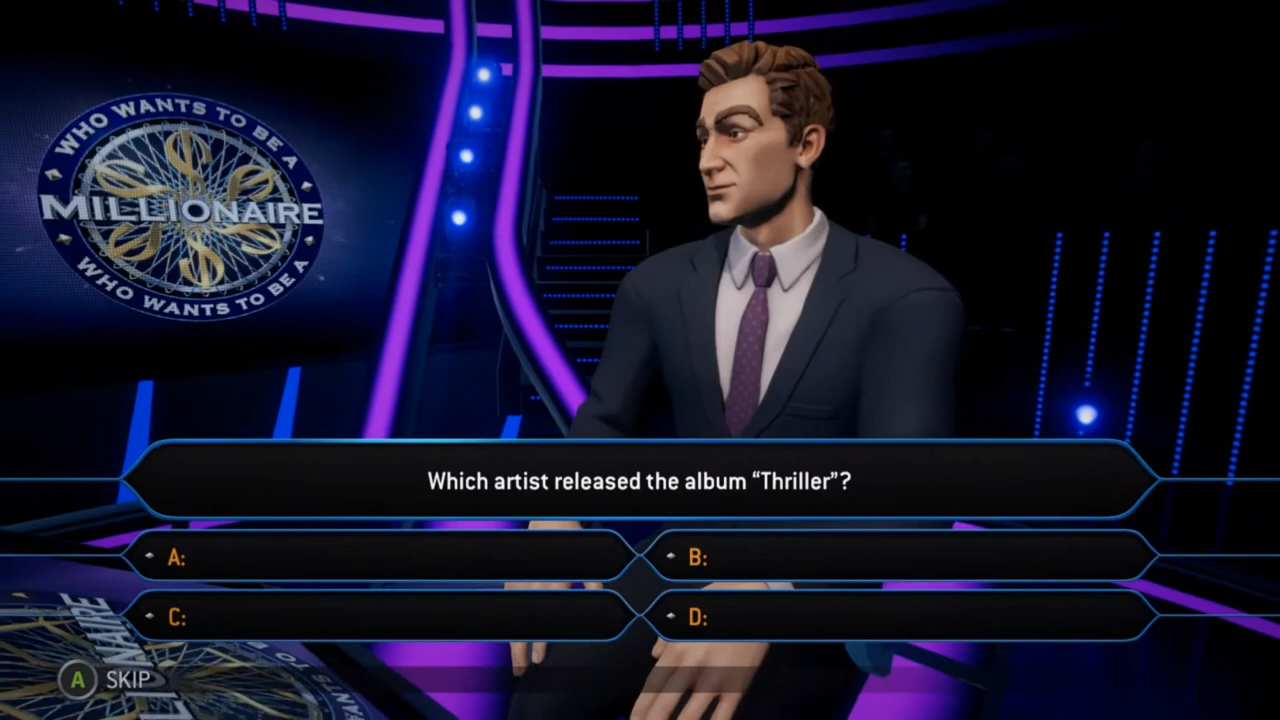 WHO WANTS TO BE A
MILLIONAIRE
WHO WANTS TO BE A
Which artist released the album “Thriller”?
A:
B:
C:
D:
A SKIP